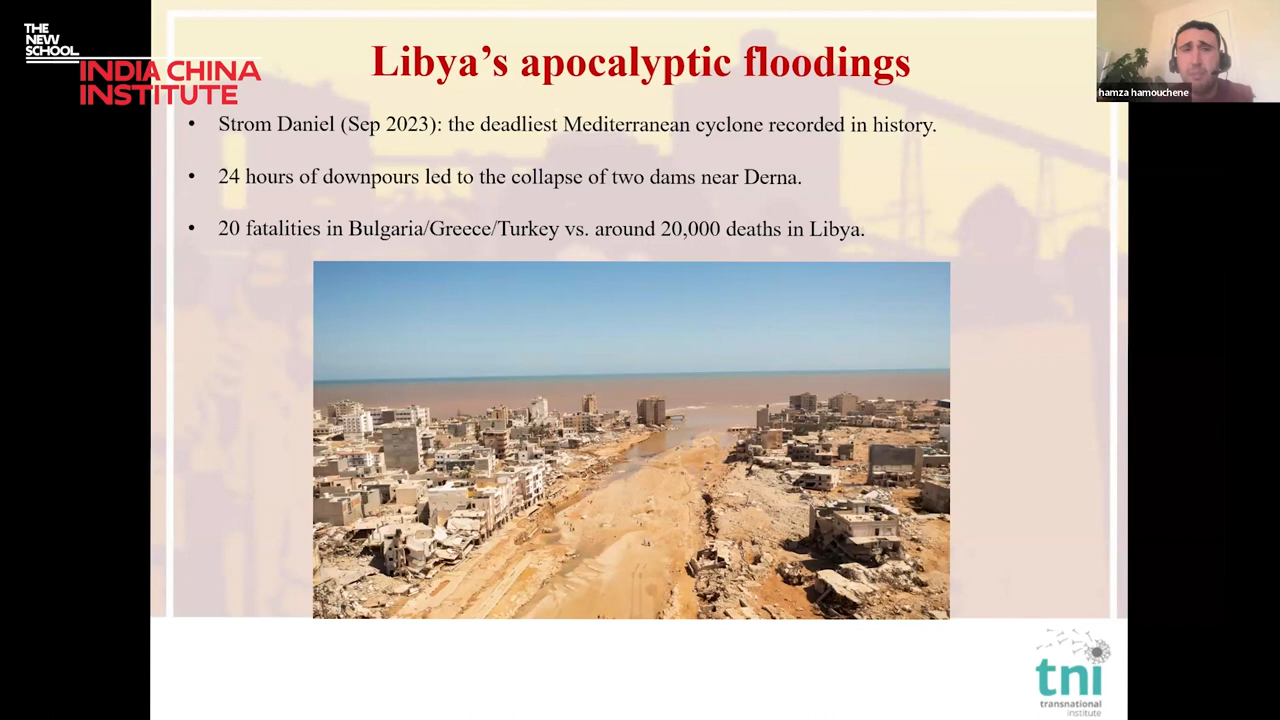 THE
NEW
SCHOOL
INDIA CHINA
INSTITUTE
Libya's apocalyptic floodings
hamza hamouchene
• Strom Daniel (Sep 2023): the deadliest Mediterranean cyclone recorded in history.
• 24 hours of downpours led to the collapse of two dams near Derna.
• 20 fatalities in Bulgaria/Greece/Turkey vs. around 20,000 deaths in Libya.
tni
transnational
institute